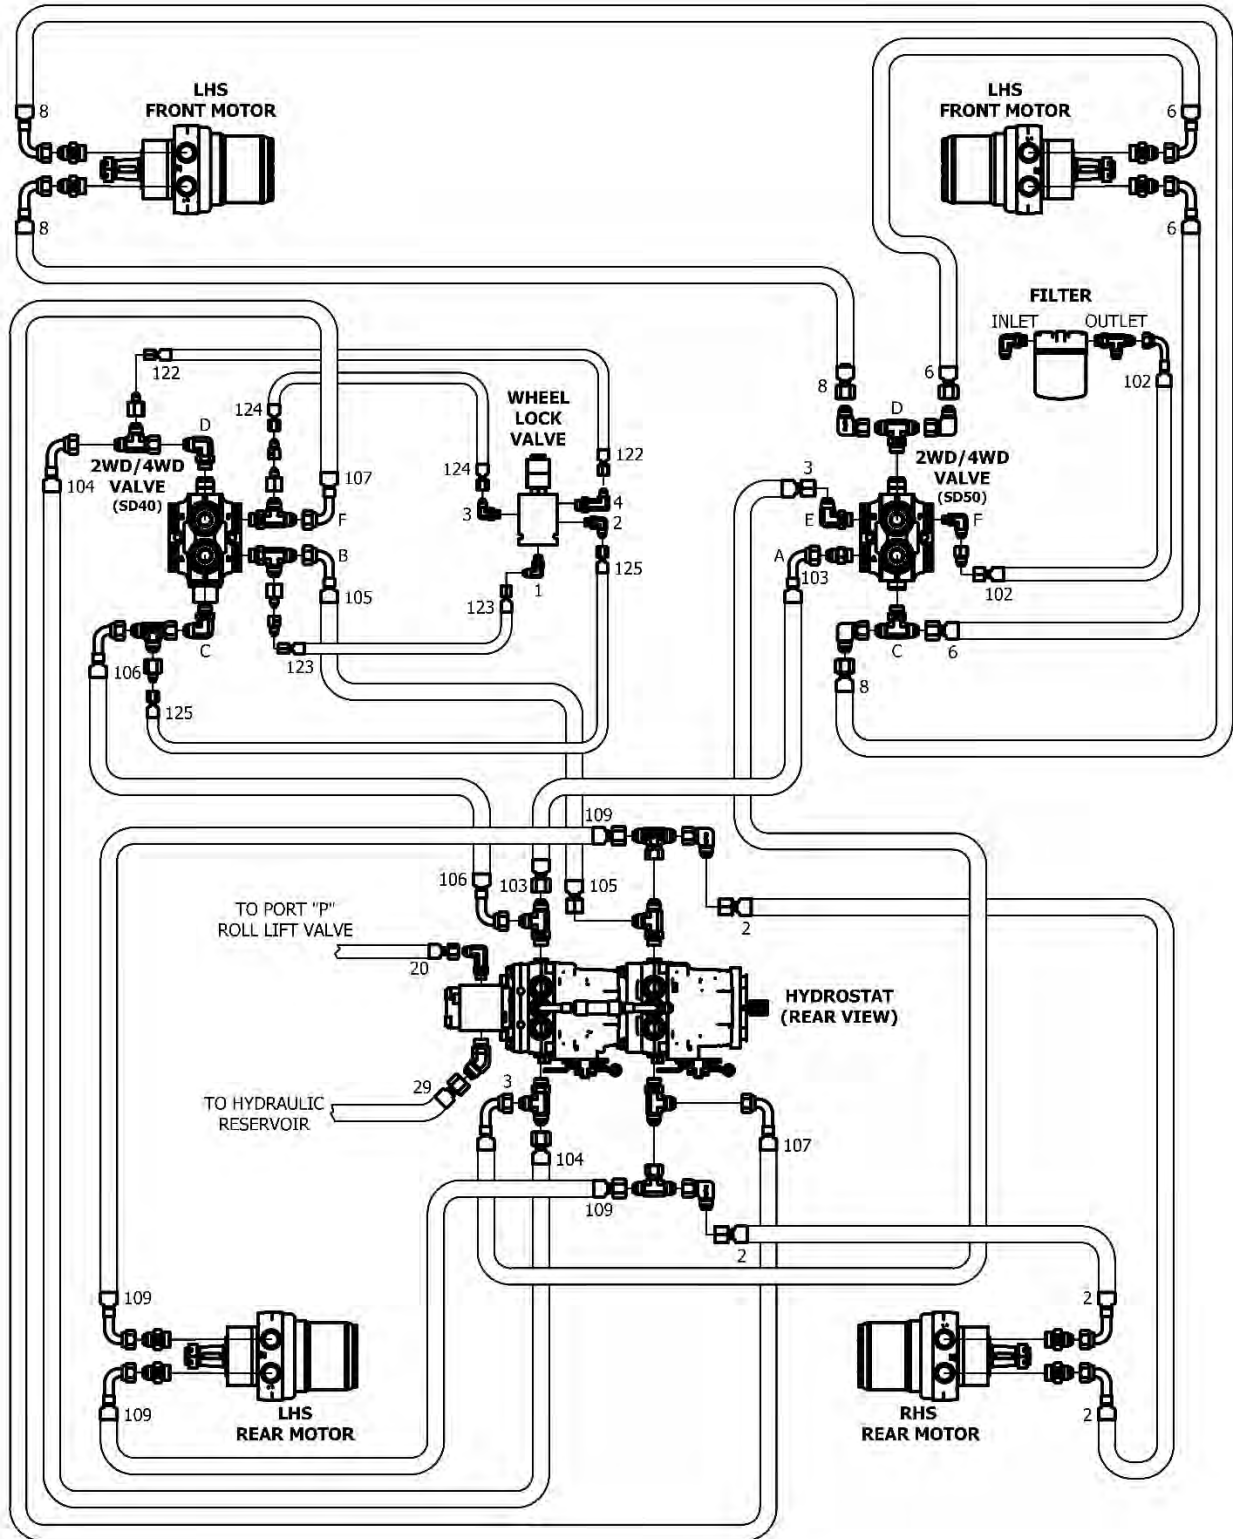 LHS
FRONT MOTOR
LHS
FRONT MOTOR
8
6
8
6
FILTER
INLET
OUTLET
102
122
124
WHEEL
LOCK
VALVE
8
6
D
D
2WD/4WD
VALVE
(SD40)
104
107
124
122
3
4
2
F
B
1
105
123
125
123
C
106
125
3
2WD/4WD
VALVE
(SD50)
E
F
A
103
102
C
6
8
109
106
103
105
2
TO PORT "P"
ROLL LIFT VALVE
20
HYDROSTAT
(REAR VIEW)
29
3
TO HYDRAULIC
RESERVOIR
104
107
109
2
109
2
109
2
LHS
REAR MOTOR
RHS
REAR MOTOR